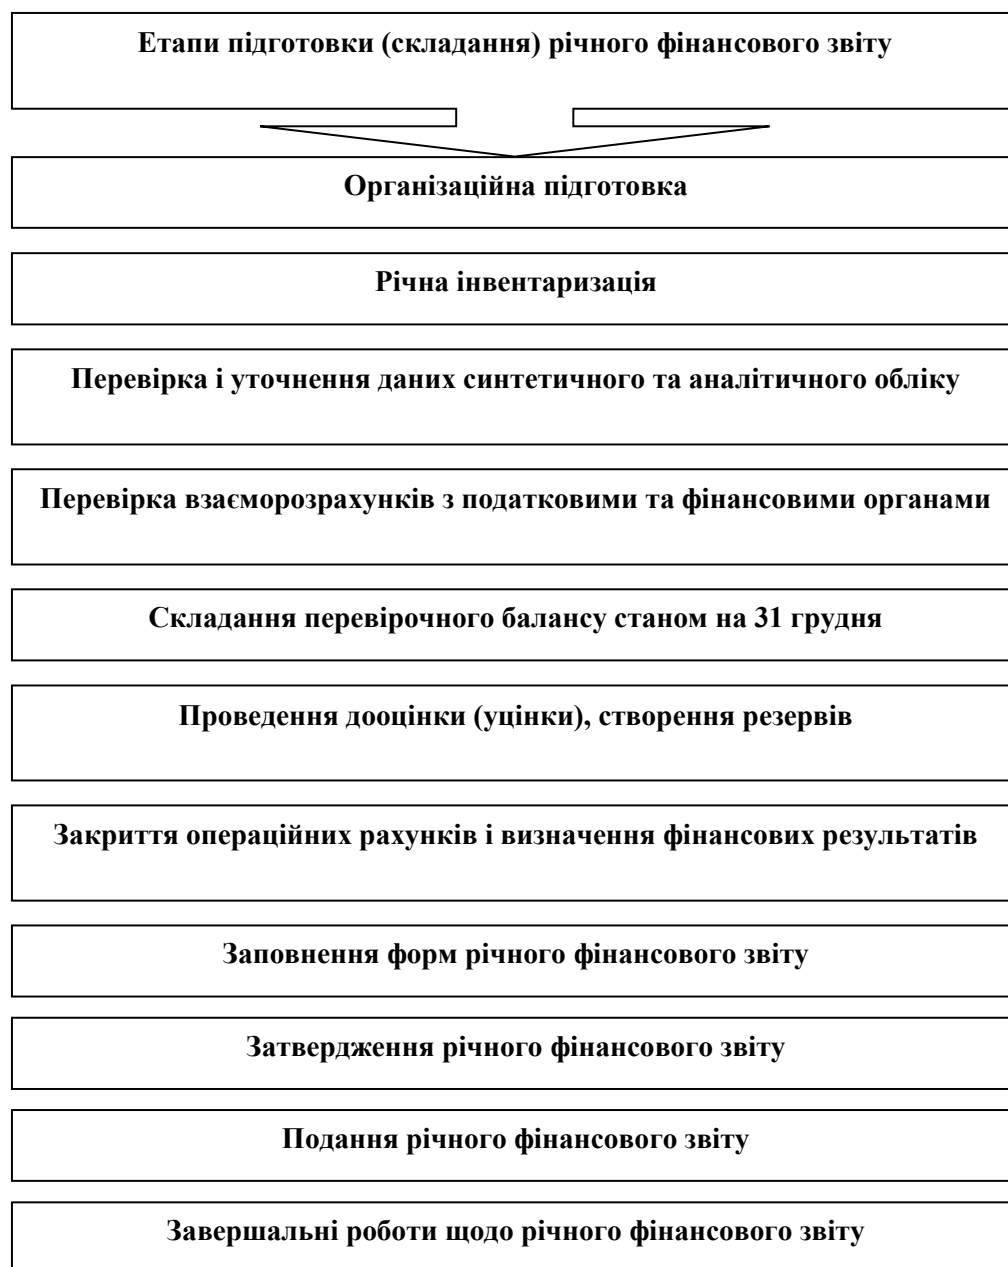 Етапи підготовки (складання) річного фінансового звіту
Організаційна підготовка
Річна інвентаризація
Перевірка і уточнення даних синтетичного та аналітичного обліку
Перевірка взаєморозрахунків з податковими та фінансовими органами
Складання перевірочного балансу станом на 31 грудня
Проведення дооцінки (уцінки), створення резервів
Закриття операційних рахунків і визначення фінансових результатів
Заповнення форм річного фінансового звіту
Затвердження річного фінансового звіту
Подання річного фінансового звіту
Завершальні роботи щодо річного фінансового звіту